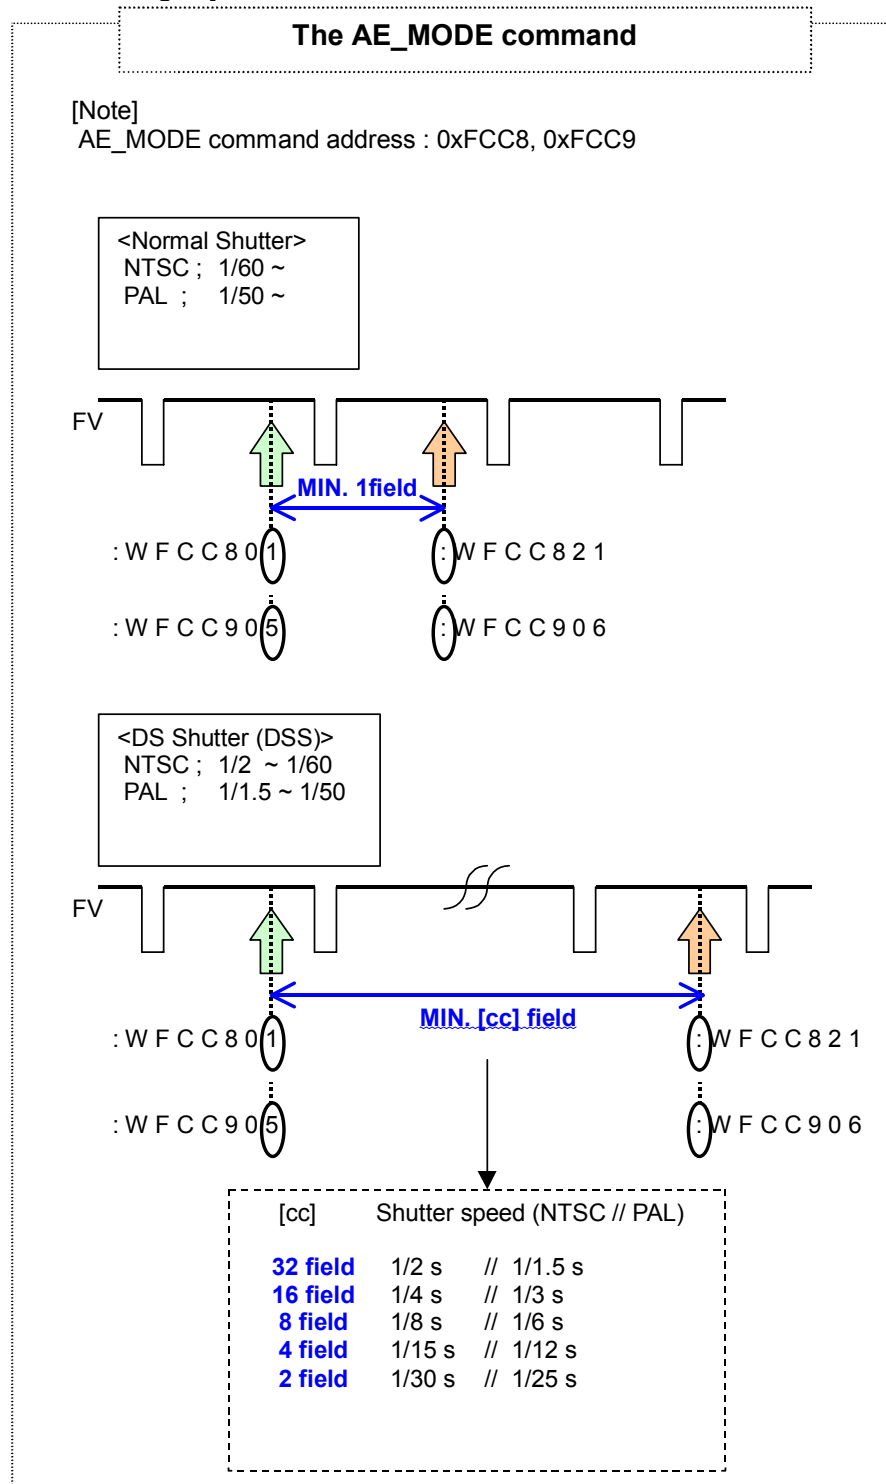 The AE_MODE command
[Note]
AE_MODE command address : 0xFCC8, 0xFCC9
<Normal Shutter>
NTSC ; 1/60 ~
PAL ; 1/50 ~
FV
MIN. 1field
: W F C C 8 0 1 : W F C C 8 2 1
: W F C C 9 0 5 : W F C C 9 0 6
<DS Shutter (DSS)>
NTSC ; 1/2 ~ 1/60
PAL ; 1/1.5 ~ 1/50
FV
MIN. [cc] field
: W F C C 8 0 1 : W F C C 8 2 1
: W F C C 9 0 5 : W F C C 9 0 6
[cc] Shutter speed (NTSC // PAL)
32 field 1/2 s // 1/1.5 s
16 field 1/4 s // 1/3 s
8 field 1/8 s // 1/6 s
4 field 1/15 s // 1/12 s
2 field 1/30 s // 1/25 s